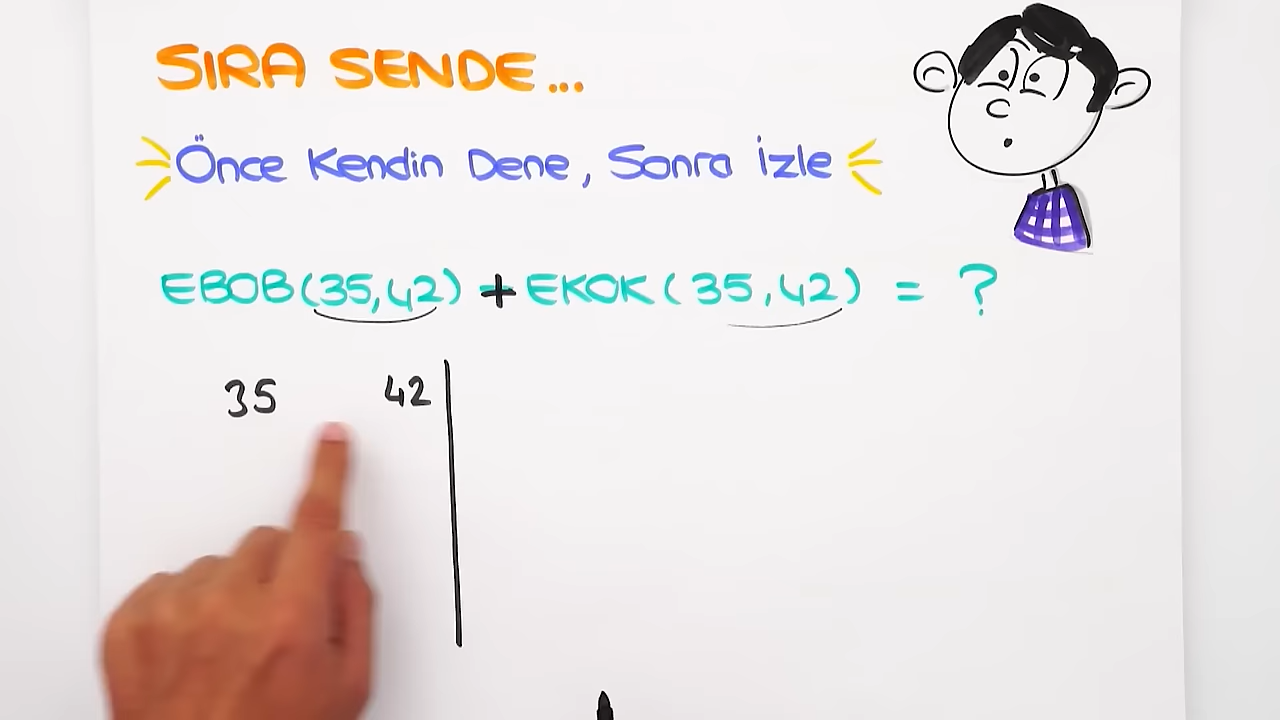 SIRA SENDE...
Önce Kendin Dene, Sonra İzle
EBOB(35,42) + EKOK(35,42) = ?
35 42